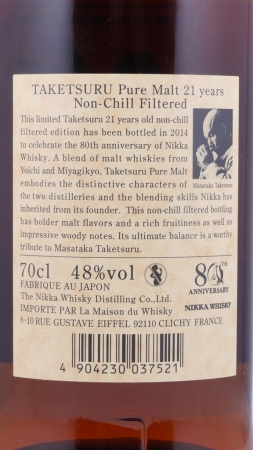 TAKETSURU Pure Malt 21 years
Non-Chill Filtered
This limited Taketsuru 21 years old non-chill
filtered edition has been bottled in 2014
to celebrate the 80th anniversary of Nikka
Whisky. A blend of malt whiskies from
Yoichi and Miyagikyo, Taketsuru Pure Malt
embodies the distinctive characters of
the two distilleries and the blending skills Nikka has
inherited from its founder. This non-chill filtered bottling
has bolder malt flavors and a rich fruitiness as well as
impressive woody notes. Its ultimate balance is a worthy
tribute to Masataka Taketsuru.
Masataka Taketsuru
70cl 48%vol
FABRIQUE AU JAPON
The Nikka Whisky Distilling Co.,Ltd.
IMPORTE PAR La Maison du Whisky
8-10 RUE GUSTAVE EIFFEL 92110 CLICHY FRANCE
80TH
ANNIVERSARY
NIKKA WHISKY
4 904230 037521